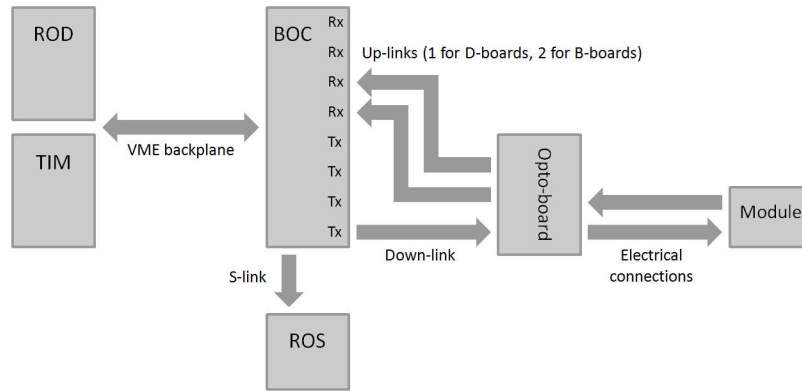 ROD
TIM
VME backplane
BOC
Rx
Rx
Rx
Rx
Tx
Tx
Tx
Tx
Up-links (1 for D-boards, 2 for B-boards)
Opto-board
Down-link
Module
Electrical
connections
S-link
ROS